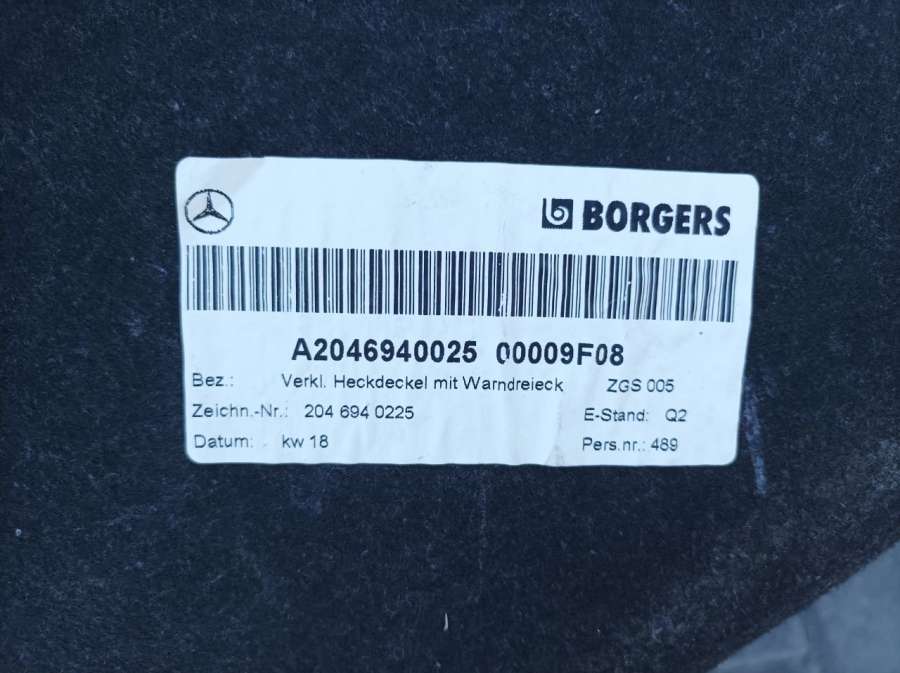 BORGERS
A2046940025 00009F08
Bez.: Verkl. Heckdeckel mit Warndreieck ZGS 005
Zeichn.-Nr.: 204 694 0225 E-Stand: Q2
Datum: kw 18 Pers.nr.: 489